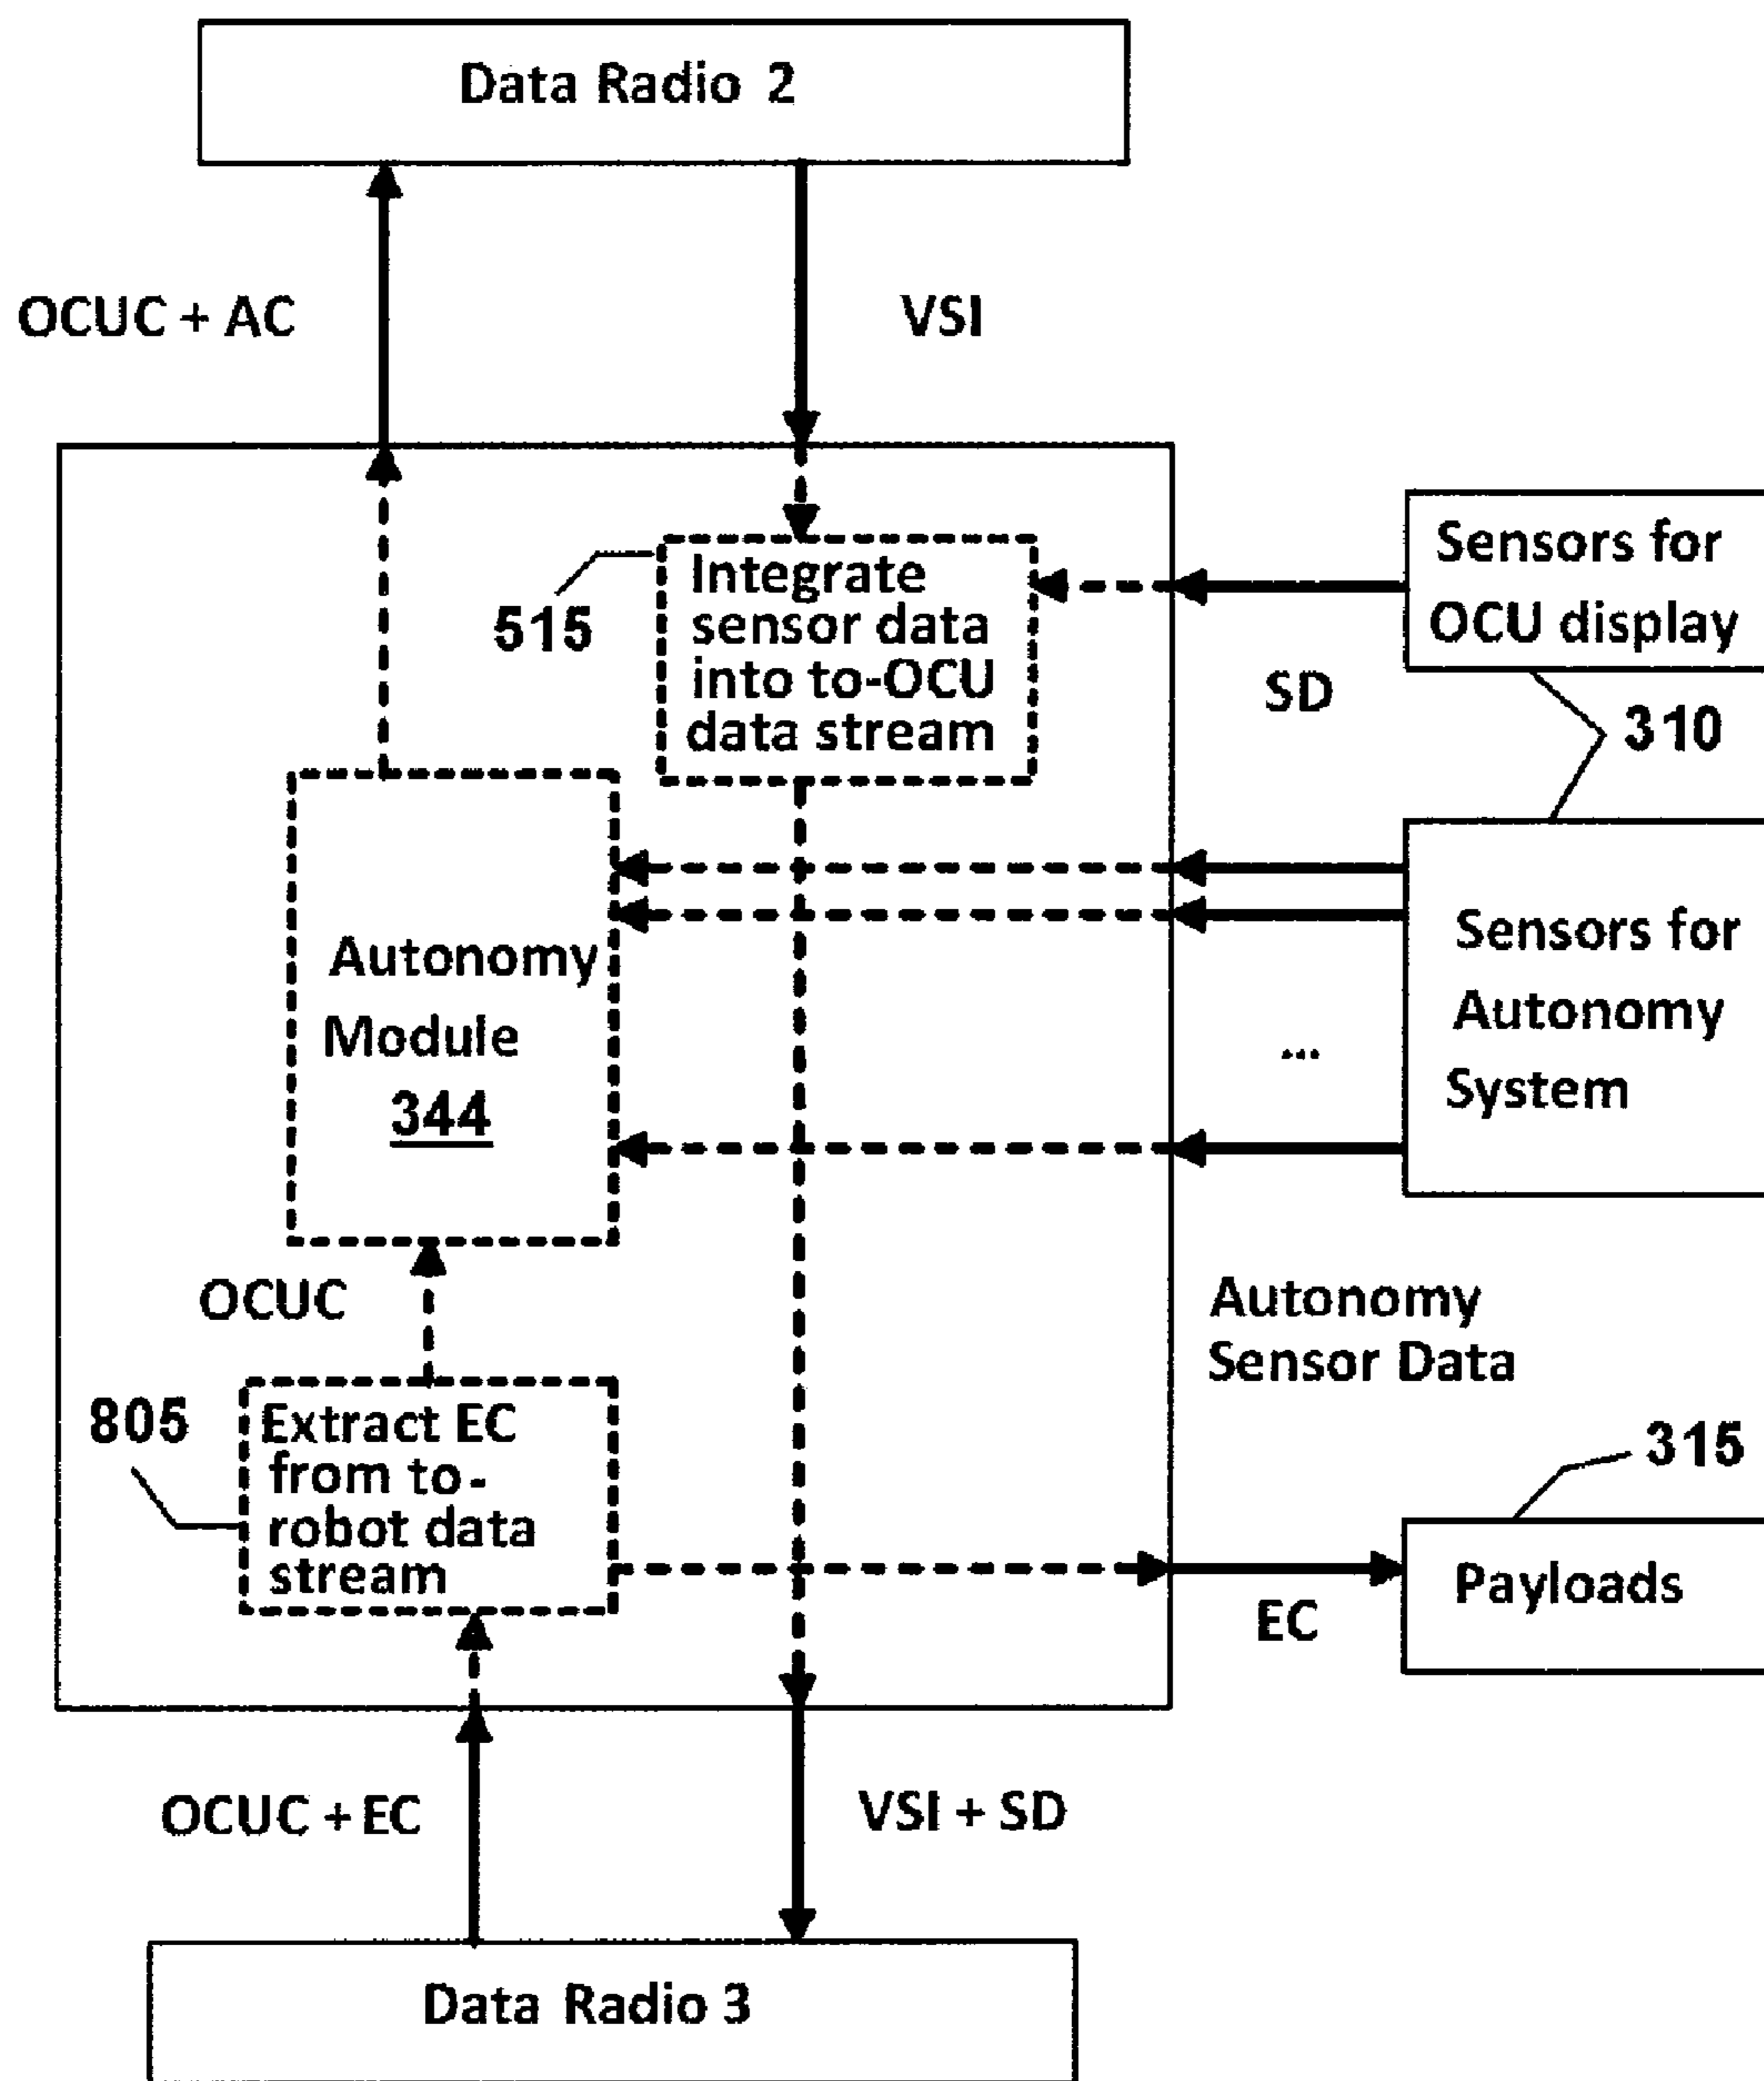 Data Radio 2
OCUC + AC
VSI
Integrate
sensor data
into to-OCU
data stream
515
Sensors for
OCU display
SD
310
Autonomy
Module
344
Sensors for
Autonomy
System
...
OCUC
Autonomy
Sensor Data
805
Extract EC
from to-
robot data
stream
315
Payloads
EC
OCUC + EC
VSI + SD
Data Radio 3